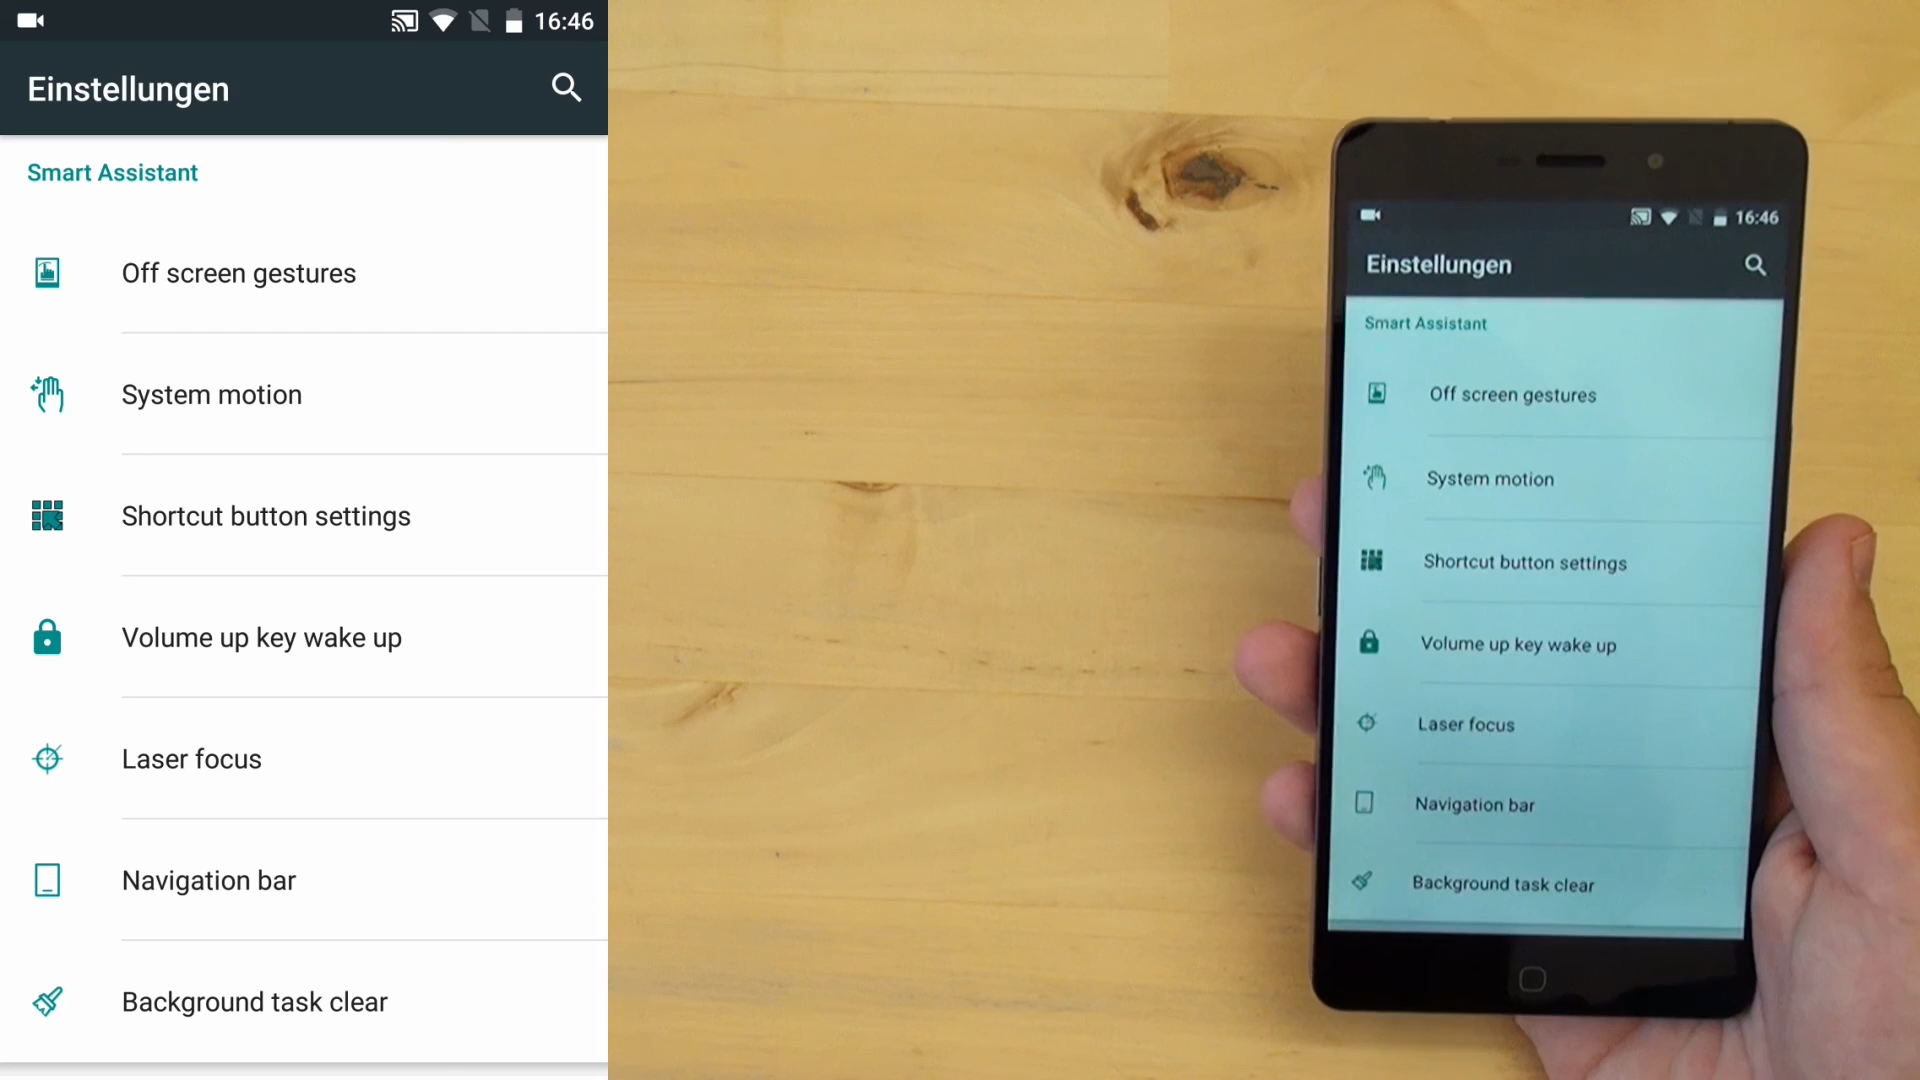 16:46
Einstellungen
Smart Assistant
Off screen gestures
System motion
Shortcut button settings
Volume up key wake up
Laser focus
Navigation bar
Background task clear
16:46
Einstellungen
Smart Assistant
Off screen gestures
System motion
Shortcut button settings
Volume up key wake up
Laser focus
Navigation bar
Background task clear